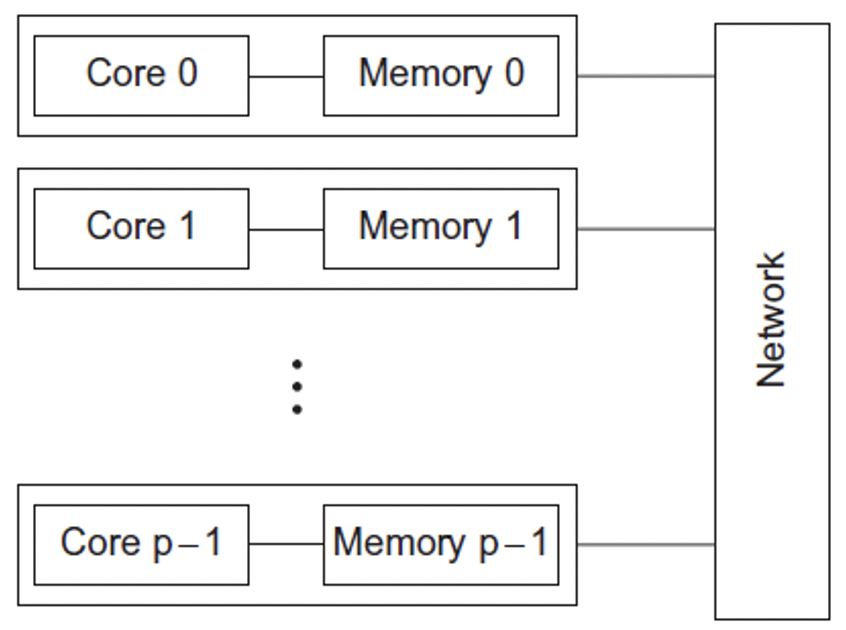 Core 0
Memory 0
Core 1
Memory 1
Network
Core p–1
Memory p–1